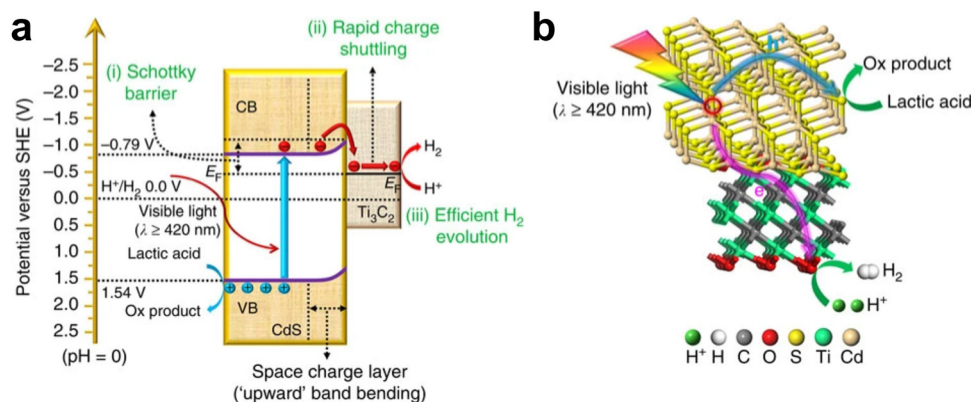 a
(ii) Rapid charge
shuttling
(i) Schottky
barrier
Potential versus SHE (V)
−2.5
−2.0
−1.5
−1.0
−0.5
0.0
0.5
1.0
1.5
2.0
2.5
(pH = 0)
−0.79 V
H⁺/H₂ 0.0 V
Visible light
(λ ≥ 420 nm)
Lactic acid
1.54 V
Ox product
CB
E_F
E_F
Ti₃C₂
H₂
H⁺
(iii) Efficient H₂
evolution
VB
CdS
Space charge layer
('upward' band bending)
b
h⁺
Visible light
(λ ≥ 420 nm)
Ox product
Lactic acid
e⁻
H₂
H⁺
H⁺ H C O S Ti Cd